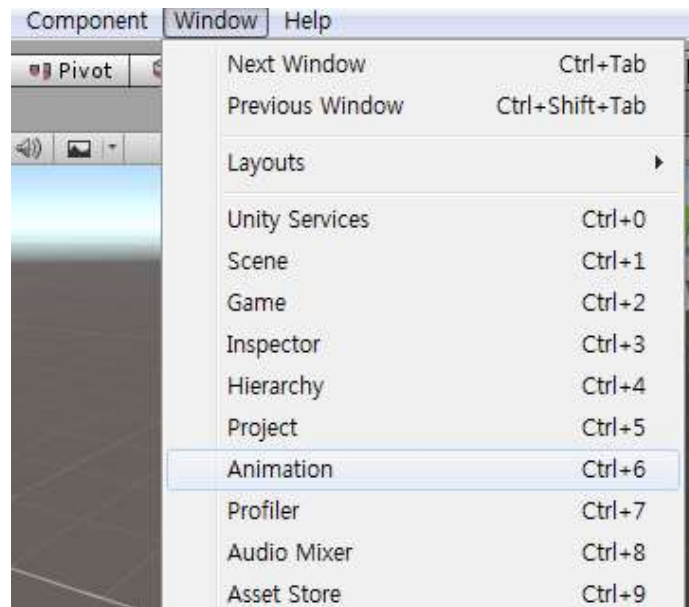 Component Window Help
Pivot
Next Window Ctrl+Tab
Previous Window Ctrl+Shift+Tab
Layouts
Unity Services Ctrl+0
Scene Ctrl+1
Game Ctrl+2
Inspector Ctrl+3
Hierarchy Ctrl+4
Project Ctrl+5
Animation Ctrl+6
Profiler Ctrl+7
Audio Mixer Ctrl+8
Asset Store Ctrl+9